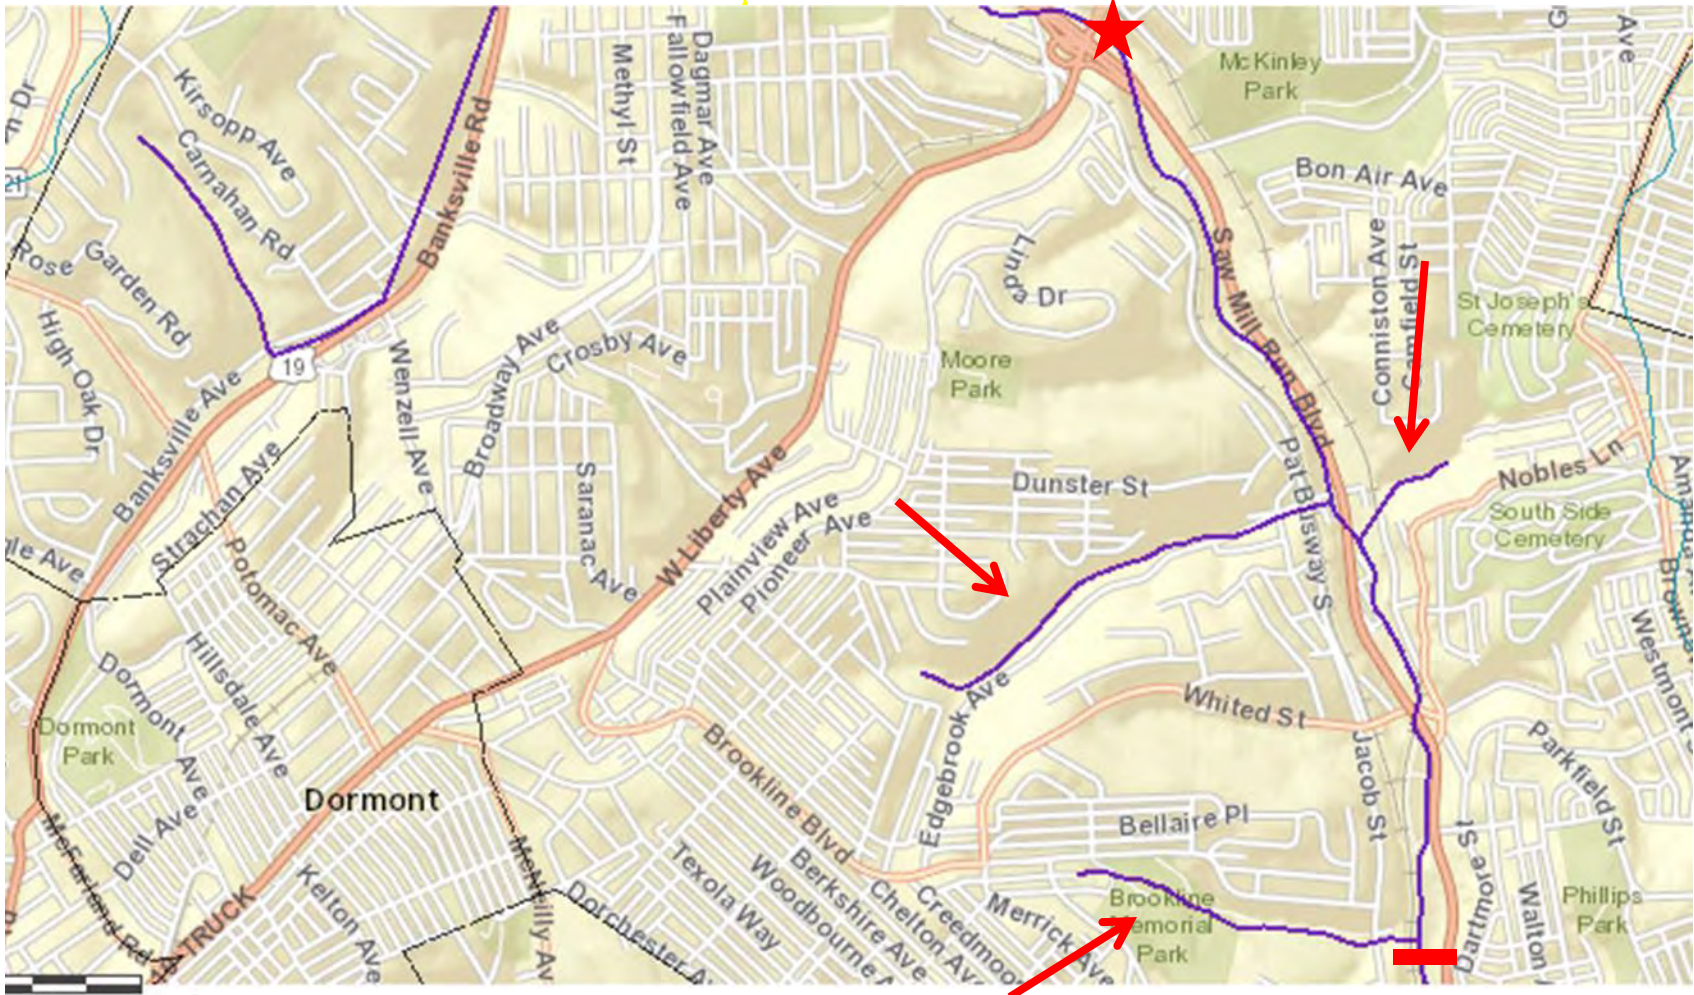 Kirsopp Ave
Carnahan Rd
Garden Rd
Rose
High Oak Dr
Banksville Rd
Methyl St
Fallowfield Ave
Dagmar Ave
McKinley
Park
Ave
Bon Air Ave
Conniston Ave
St Joseph's
Cemetery
Linda Dr
Saw Mill Run Blvd
Moore
Park
19
Wenzell Ave
Broadway Ave
Crosby Ave
Banksville Ave
Strachan Ave
Saranac Ave
W Liberty Ave
Plainview Ave
Pioneer Ave
Dunster St
Pat Busway S
Nobles Ln
South Side
Cemetery
Potomac Ave
Hillsdale Ave
Dormont Ave
Dormont
Park
Dell Ave
Dormont
McFarland Rd
TRUCK
Kelton Ave
McNeilly Av
Dorchester Av
Brookline Blvd
Texola Way
Woodbourne A
Berkshire Ave
Chelton Ave
Creedmoor
Merrick Ave
Edgebrook Ave
Whited St
Jacob St
Bellaire Pl
Brookline
Memorial
Park
Dartmore St
Walton
Parkfield St
Phillips
Park
Westmont